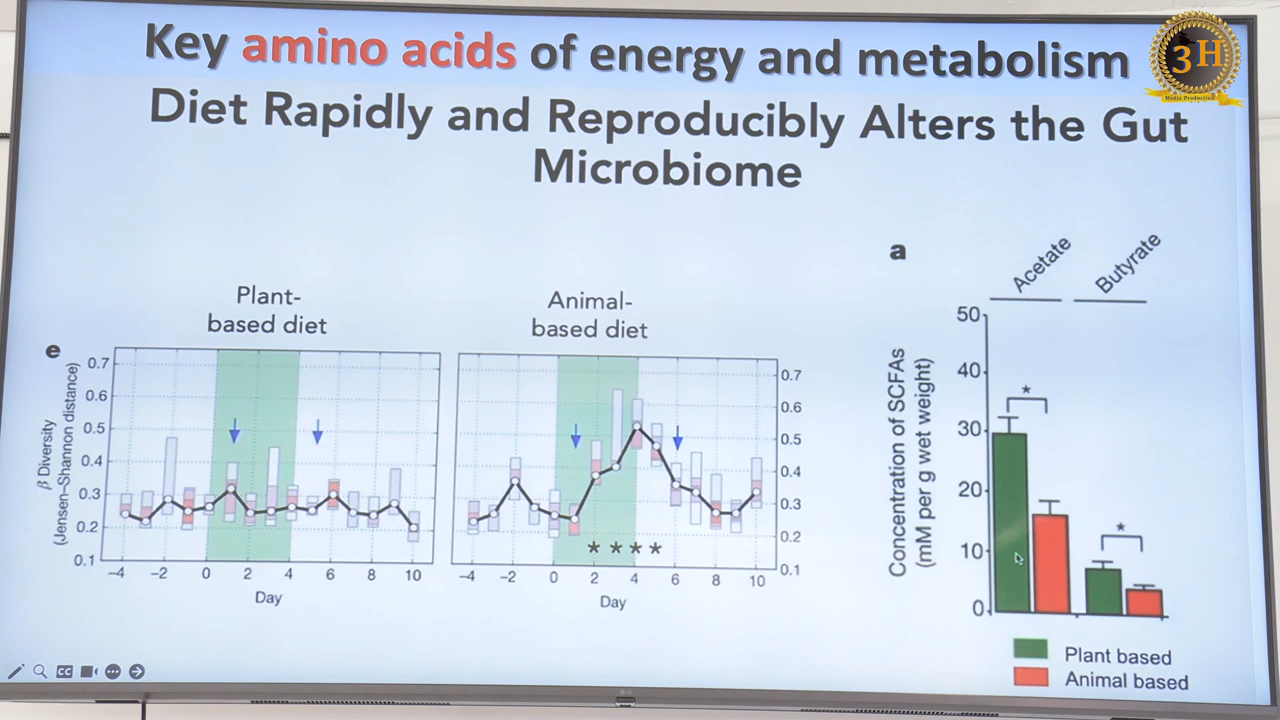 Key amino acids of energy and metabolism
3H
Media Production
Diet Rapidly and Reproducibly Alters the Gut
Microbiome
a
Acetate
Butyrate
Plant-
based diet
Animal-
based diet
e
β Diversity
(Jensen–Shannon distance)
0.7
0.6
0.5
0.4
0.3
0.2
0.1
−4 −2 0 2 4 6 8 10
Day
0.7
0.6
0.5
0.4
0.3
0.2
0.1
* * * *
−4 −2 0 2 4 6 8 10
Day
Concentration of SCFAs
(mM per g wet weight)
50
40
30
20
10
0
*
*
Plant based
Animal based
CC
LG